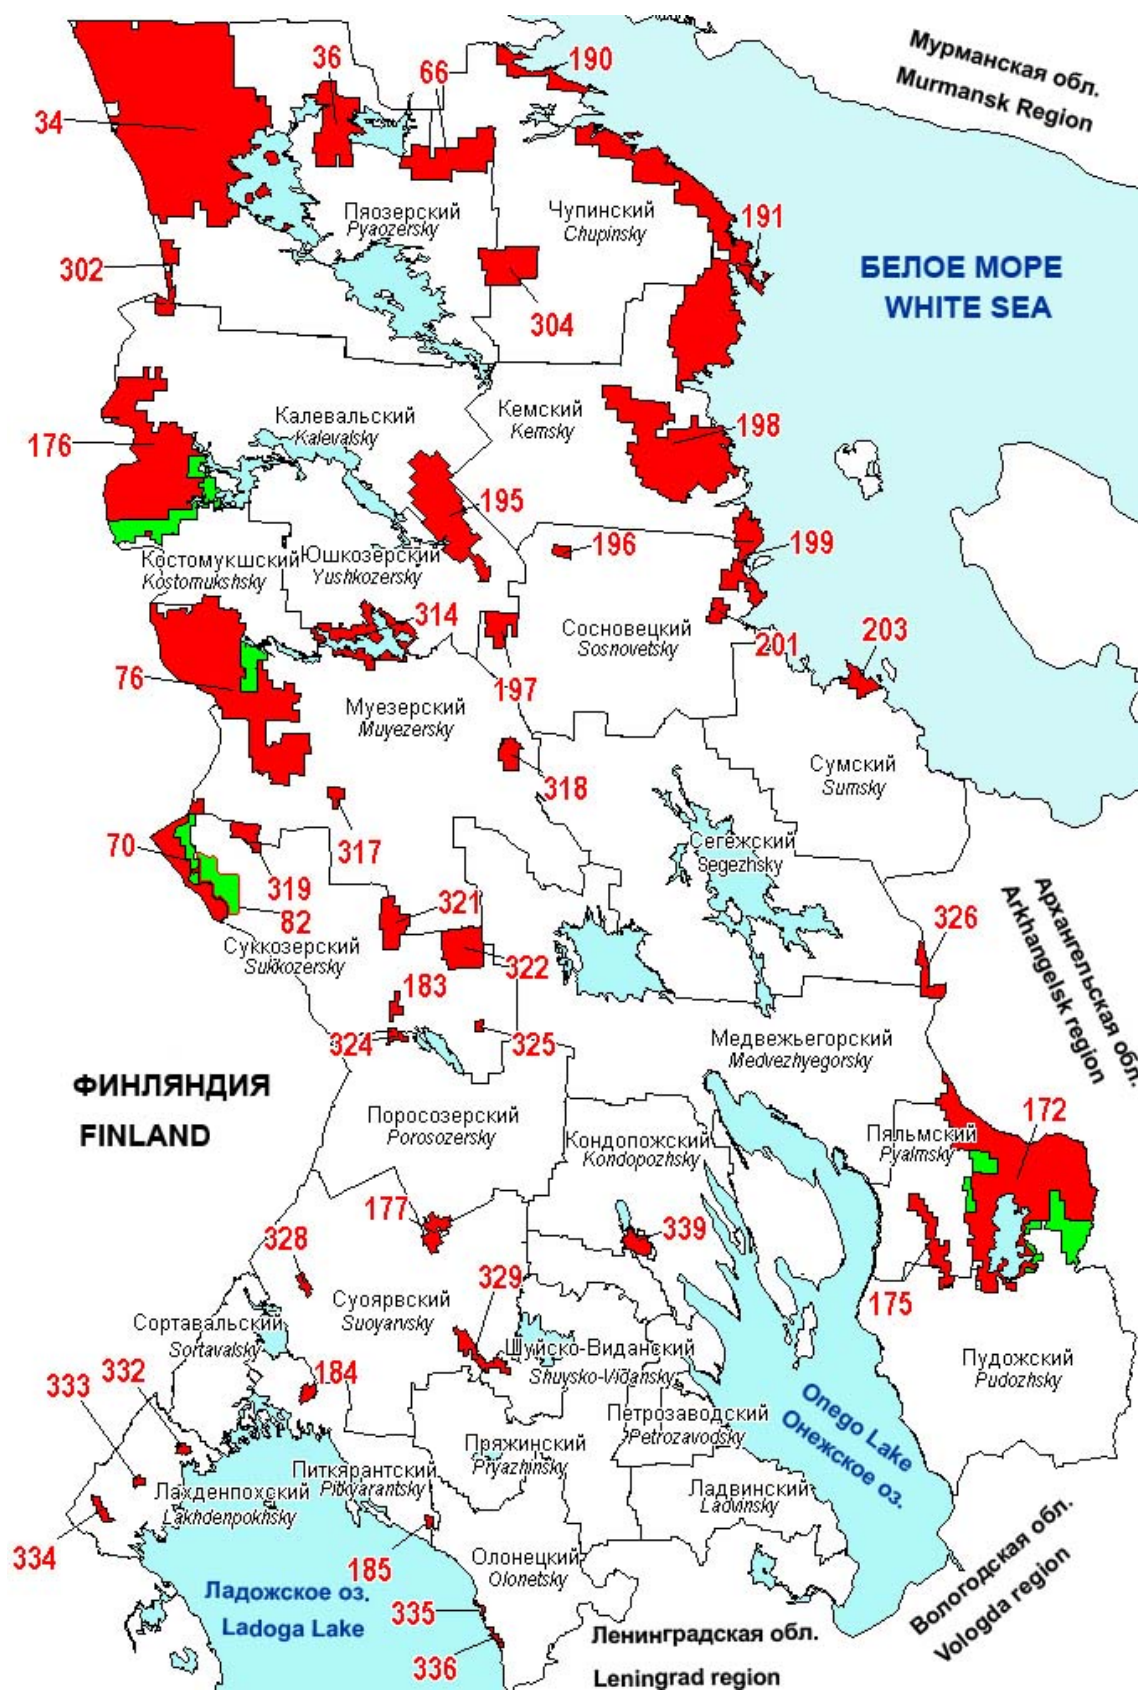 Мурманская обл.
Murmansk Region
36
66
190
34
Пяозерский
Pyaozersky
Чупинский
Chupinsky
191
302
304
БЕЛОЕ МОРЕ
WHITE SEA
Калевальский
Kalevalsky
Кемский
Kemsky
176
198
195
196
199
Костомукшский
Kostomukshsky
Юшкозерский
Yushkozersky
314
Сосновецкий
Sosnovetsky
201
203
76
197
Муезерский
Muyezersky
318
Сумский
Sumsky
70
317
319
82
Сегежский
Segezhsky
321
326
Суккозерский
Sukkozersky
322
183
324
325
Архангельская обл.
Arkhangelsk region
Медвежьегорский
Medvezhyegorsky
ФИНЛЯНДИЯ
FINLAND
Поросозерский
Porosozersky
Кондопожский
Kondopozhsky
Пяльмский
Pyalmsky
172
177
328
339
175
Суоярвский
Suoyarvsky
329
Сортавальский
Sortavalsky
Шуйско-Виданский
Shuysko-Vidansky
Пудожский
Pudozhsky
333
332
184
Петрозаводский
Petrozavodsky
Onego Lake
Онежское оз.
Пряжинский
Pryazhinsky
Питкярантский
Pitkyarantsky
Лахденпохский
Lakhdenpokhsky
Ладвинский
Ladvinsky
334
185
Олонецкий
Olonetsky
Ладожское оз.
Ladoga Lake
335
336
Ленинградская обл.
Leningrad region
Вологодская обл.
Vologda region